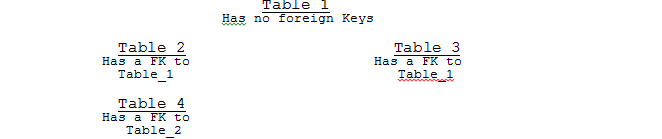 Table 1
Has no foreign Keys
Table 2
Has a FK to
Table_1
Table 3
Has a FK to
Table_1
Table 4
Has a FK to
Table_2